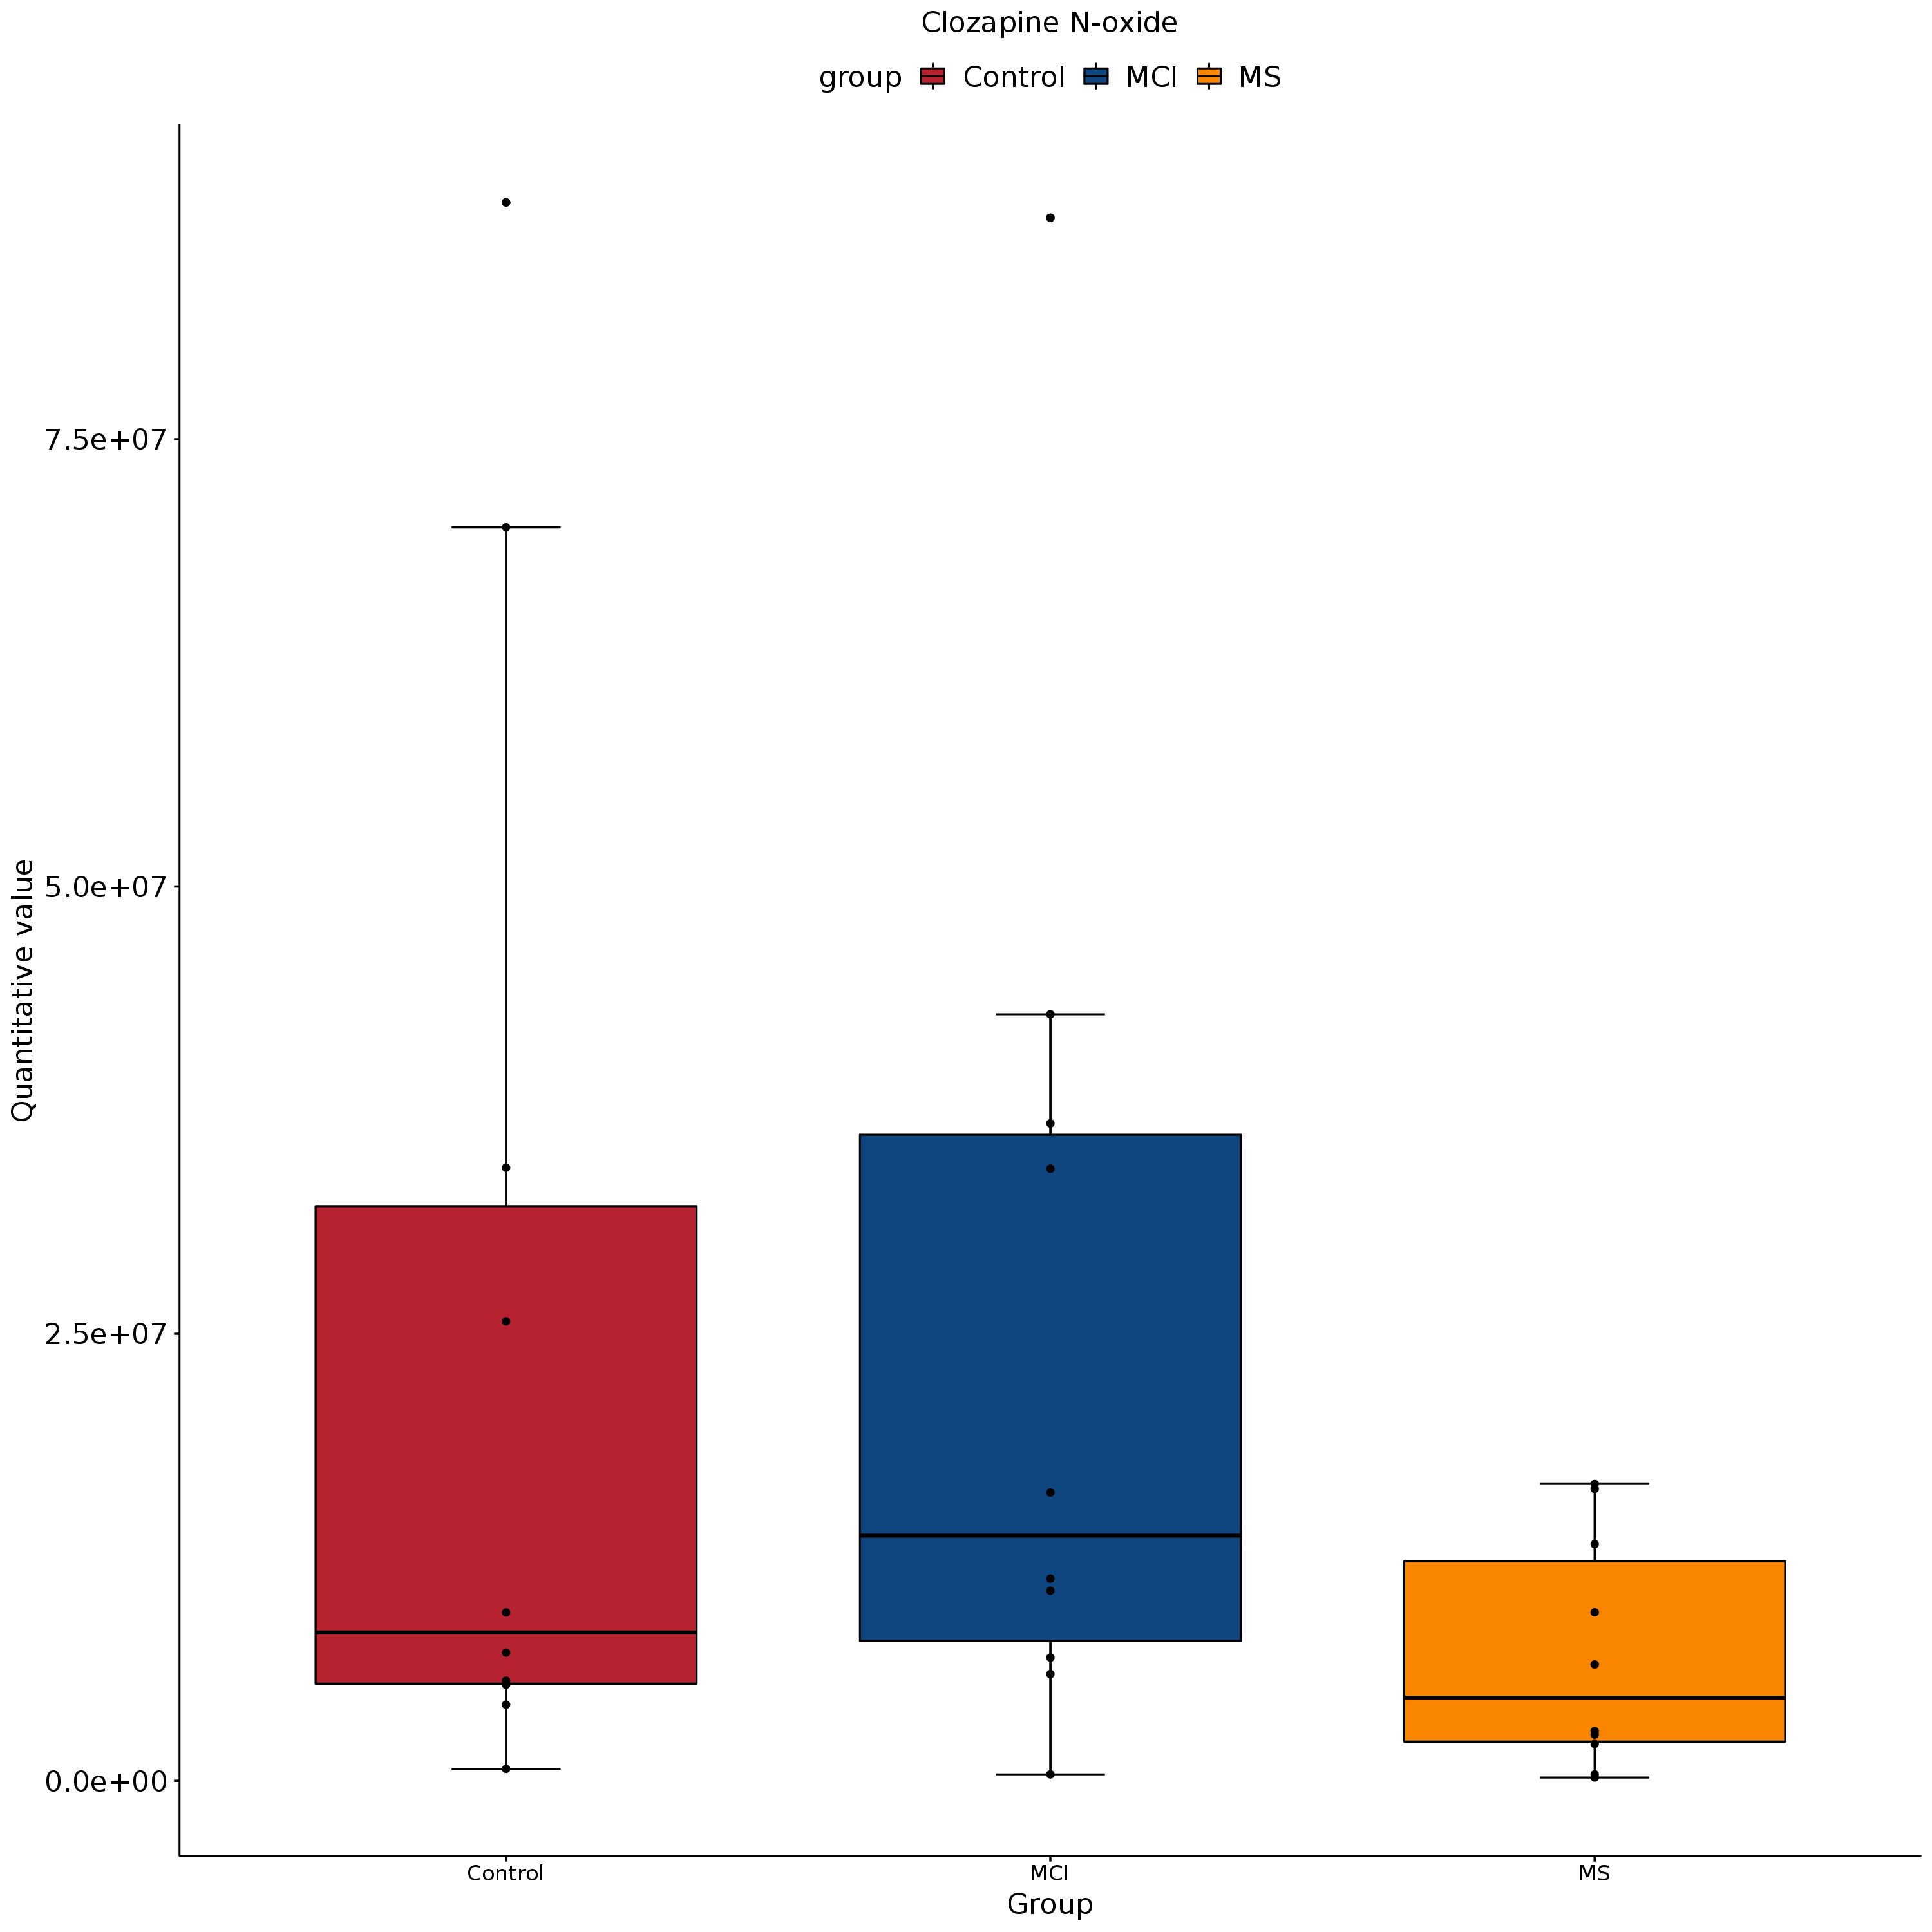 Clozapine N-oxide
group Control MCI MS
Quantitative value
7.5e+07
5.0e+07
2.5e+07
0.0e+00
Control MCI MS
Group